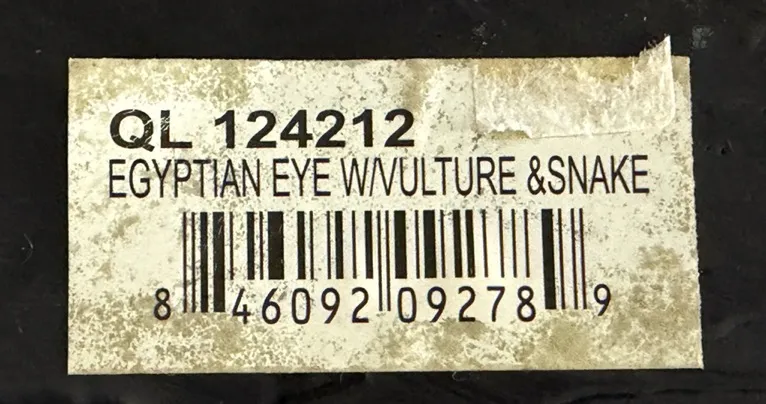 QL 124212
EGYPTIAN EYE W/VULTURE &SNAKE
8 46092 09278 9